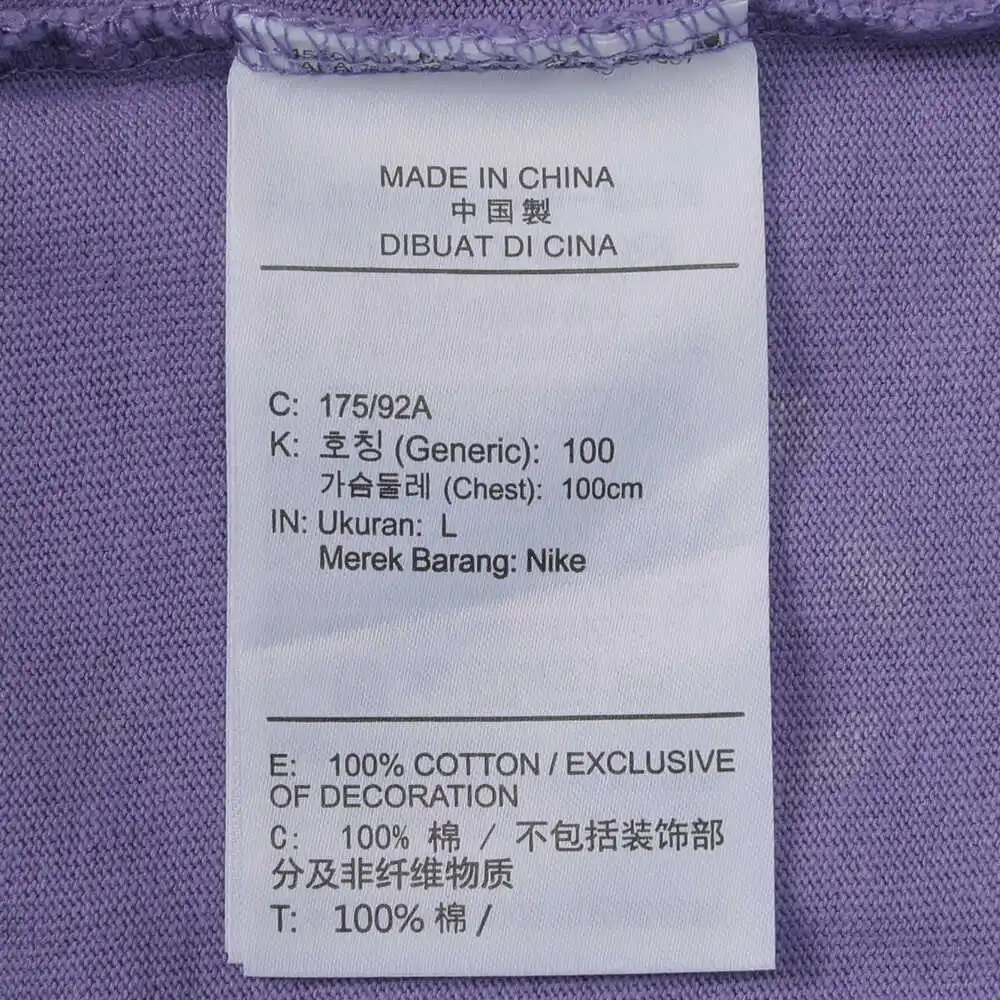 MADE IN CHINA
中国製
DIBUAT DI CINA
C: 175/92A
K: 호칭 (Generic): 100
가슴둘레 (Chest): 100cm
IN: Ukuran: L
Merek Barang: Nike
E: 100% COTTON / EXCLUSIVE
OF DECORATION
C: 100% 棉 / 不包括装饰部
分及非纤维物质
T: 100% 棉 /